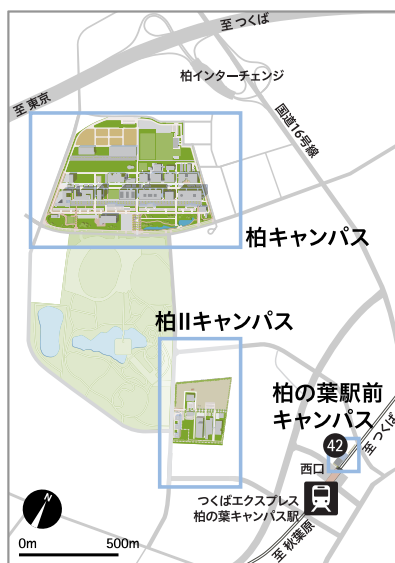 至 つくば
柏インターチェンジ
至 東京
国道16号線
柏キャンパス
柏IIキャンパス
柏の葉駅前
キャンパス
42
至 つくば
西口
つくばエクスプレス
柏の葉キャンパス駅
至 秋葉原
N
0m
500m